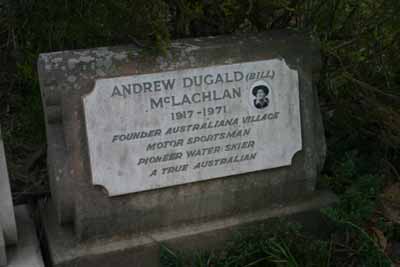 ANDREW DUGALD (BILL)
McLACHLAN
1917-1971
FOUNDER AUSTRALIANA VILLAGE
MOTOR SPORTSMAN
PIONEER WATER SKIER
A TRUE AUSTRALIAN